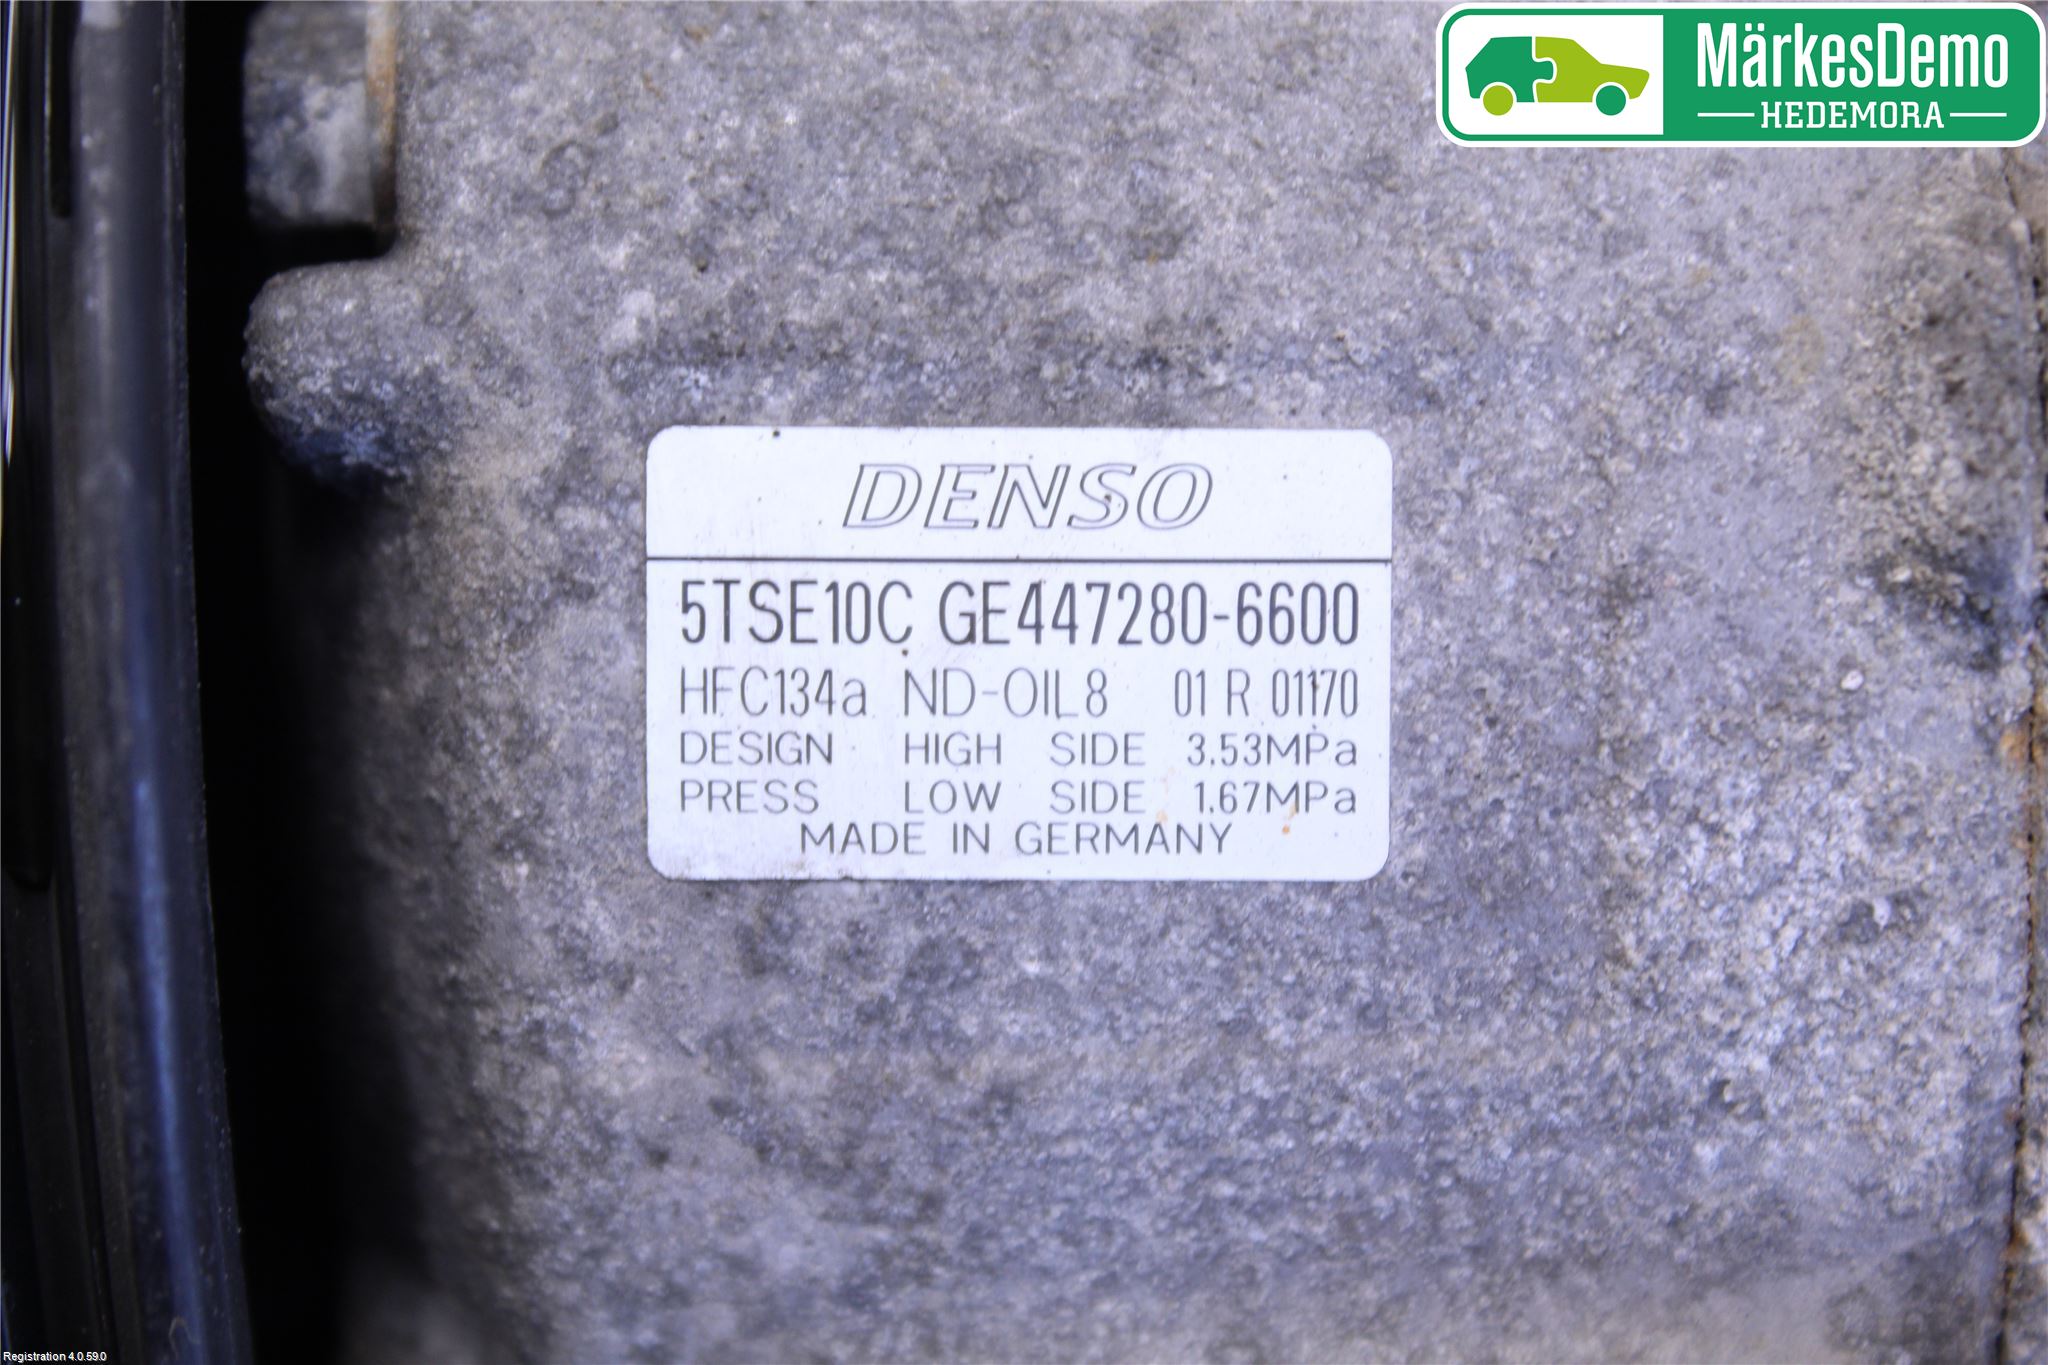 MärkesDemo
HEDEMORA
DENSO
5TSE10C GE447280-6600
HFC134a ND-OIL8 01 R 01170
DESIGN HIGH SIDE 3.53MPa
PRESS LOW SIDE 1.67MPa
MADE IN GERMANY
Registration 4.0.59.0